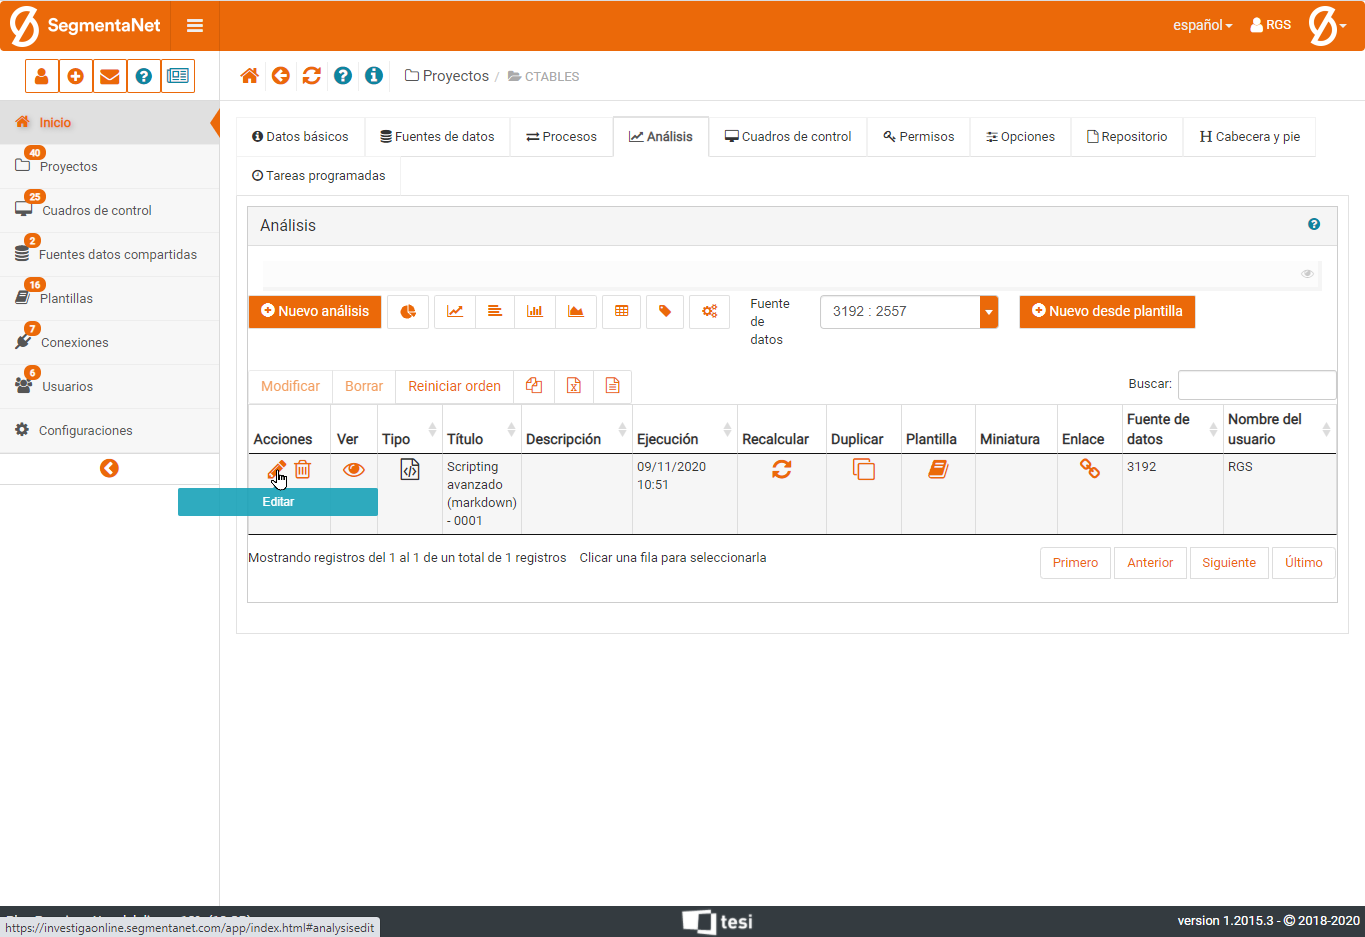 SegmentaNet
español
RGS
Proyectos / CTABLES
Inicio
40
Proyectos
25
Cuadros de control
2
Fuentes datos compartidas
16
Plantillas
7
Conexiones
6
Usuarios
Configuraciones
Datos básicos
Fuentes de datos
Procesos
Análisis
Cuadros de control
Permisos
Opciones
Repositorio
H Cabecera y pie
Tareas programadas
Análisis
Nuevo análisis
Fuente
de
datos
3192 : 2557
Nuevo desde plantilla
Modificar
Borrar
Reiniciar orden
Buscar:
Acciones
Ver
Tipo
Título
Descripción
Ejecución
Recalcular
Duplicar
Plantilla
Miniatura
Enlace
Fuente de
datos
Nombre del
usuario
Scripting
avanzado
(markdown)
- 0001
09/11/2020
10:51
3192
RGS
Editar
Mostrando registros del 1 al 1 de un total de 1 registros Clicar una fila para seleccionarla
Primero
Anterior
Siguiente
Último
https://investigaonline.segmentanet.com/app/index.html#analysisedit
tesi
version 1.2015.3 - © 2018-2020